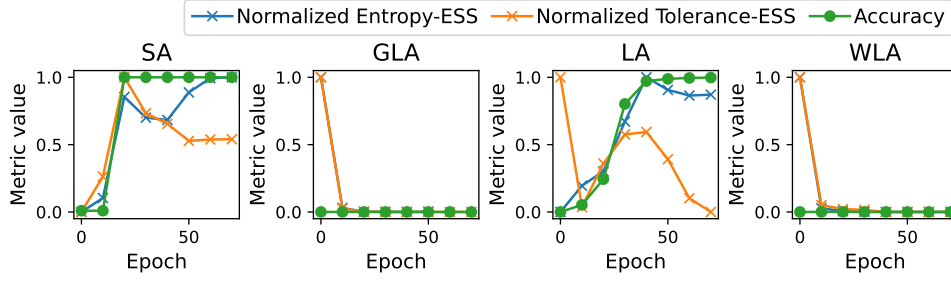 Normalized Entropy-ESS Normalized Tolerance-ESS Accuracy
SA GLA LA WLA
Metric value Metric value Metric value Metric value
1.0 1.0 1.0 1.0
0.5 0.5 0.5 0.5
0.0 0.0 0.0 0.0
0 50 0 50 0 50 0 50
Epoch Epoch Epoch Epoch